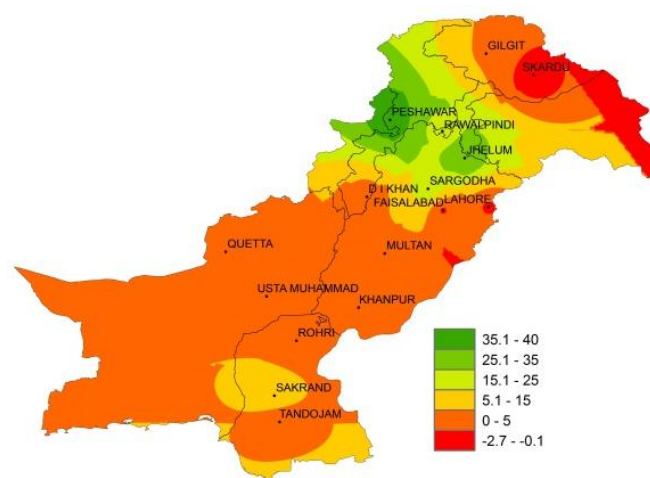 GILGIT
SKARDU
PESHAWAR
RAWALPINDI
JHELUM
SARGODHA
D I KHAN
FAISALABAD
LAHORE
QUETTA
MULTAN
USTA MUHAMMAD
KHANPUR
ROHRI
SAKRAND
TANDOJAM
35.1 - 40
25.1 - 35
15.1 - 25
5.1 - 15
0 - 5
-2.7 - -0.1